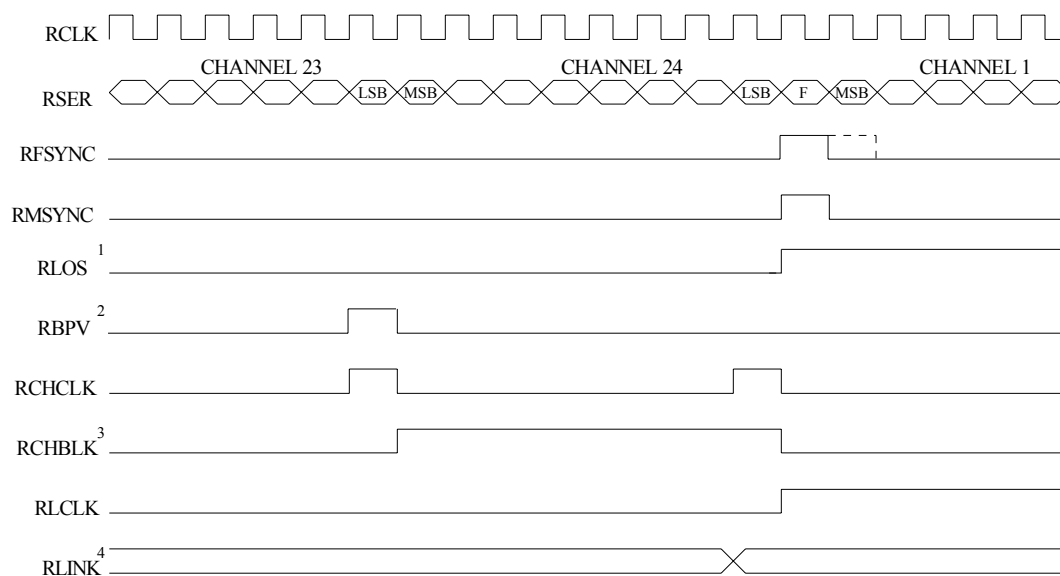 RCLK
CHANNEL 23 CHANNEL 24 CHANNEL 1
RSER LSB MSB LSB F MSB
RFSYNC
RMSYNC
RLOS 1
RBPV 2
RCHCLK
RCHBLK 3
RLCLK
RLINK 4